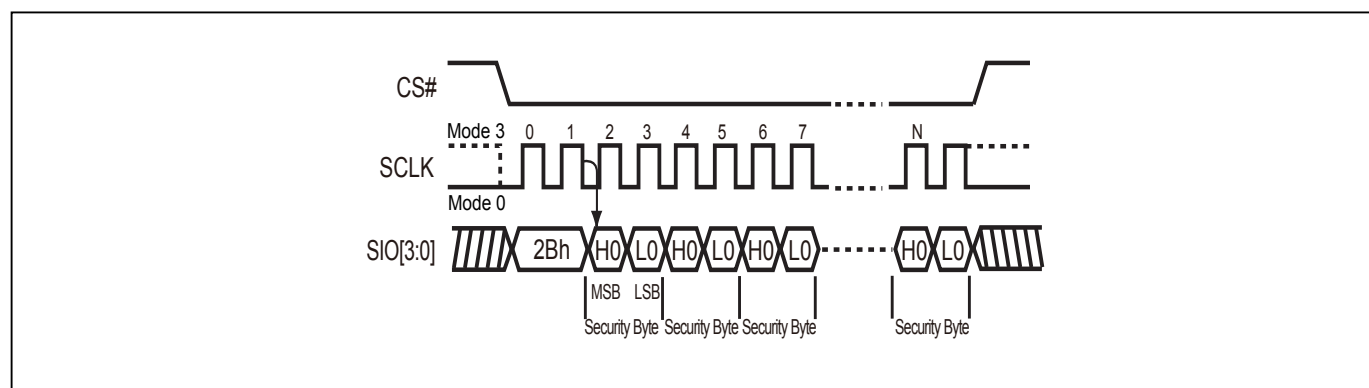 CS#
Mode 3 0 1 2 3 4 5 6 7 N
SCLK
Mode 0
SIO[3:0] 2Bh H0 L0 H0 L0 H0 L0 H0 L0
MSB LSB
Security Byte Security Byte Security Byte Security Byte